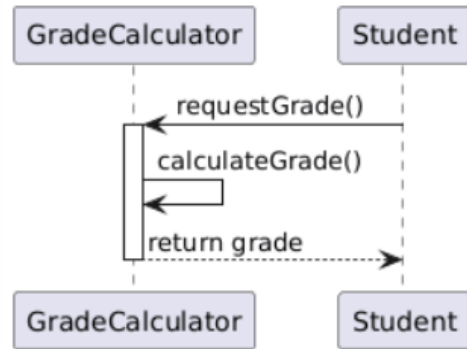 GradeCalculator
Student
requestGrade()
calculateGrade()
return grade
GradeCalculator
Student